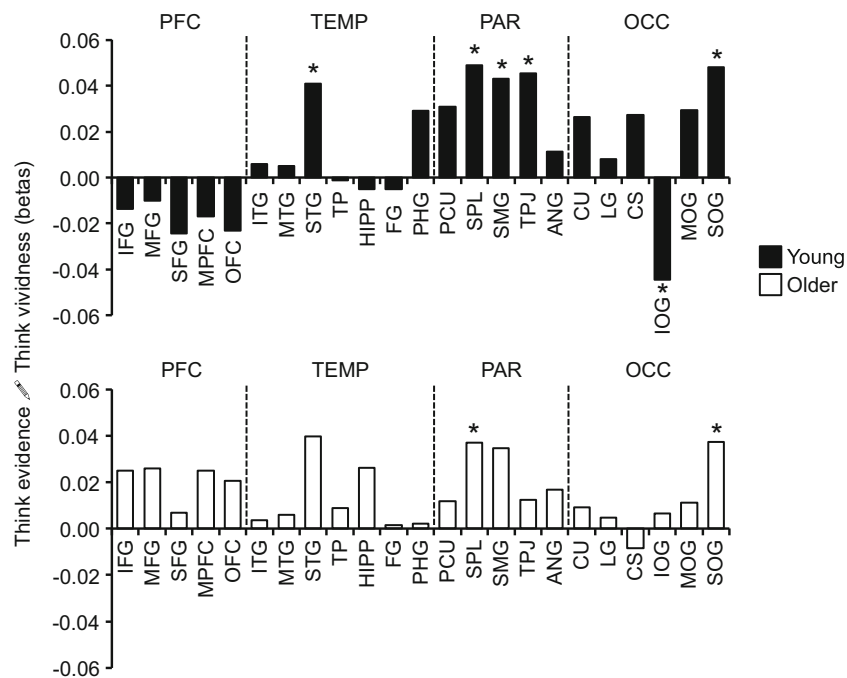 PFC TEMP PAR OCC
0.06
0.04
0.02
0.00
-0.02
-0.04
-0.06
* * * * * *
IFG MFG SFG MPFC OFC ITG MTG STG TP HIPP FG PHG PCU SPL SMG TPJ ANG CU LG CS IOG* MOG SOG
Young
Older
Think evidence Think vividness (betas)
PFC TEMP PAR OCC
0.06
0.04
0.02
0.00
-0.02
-0.04
-0.06
* *
IFG MFG SFG MPFC OFC ITG MTG STG TP HIPP FG PHG PCU SPL SMG TPJ ANG CU LG CS IOG MOG SOG